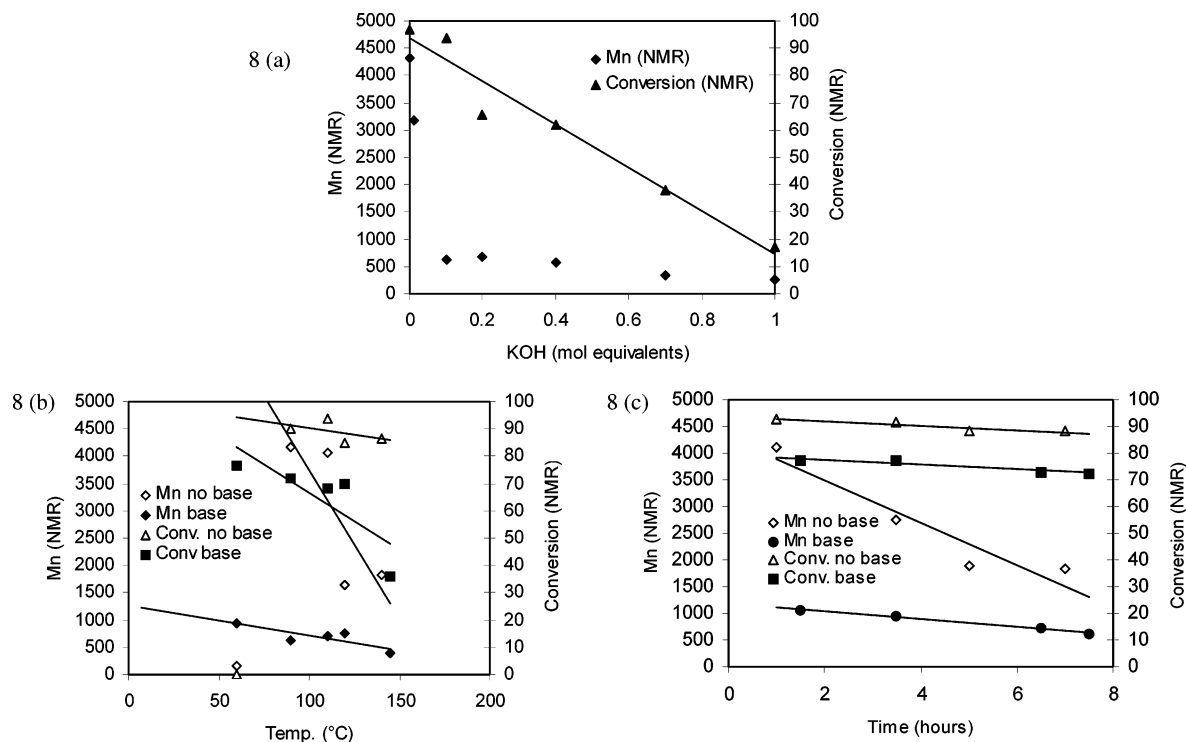 8 (a)
Mn (NMR)
5000
4500
4000
3500
3000
2500
2000
1500
1000
500
0
Mn (NMR)
Conversion (NMR)
100
90
80
70
60
50
40
30
20
10
0
Conversion (NMR)
0 0.2 0.4 0.6 0.8 1
KOH (mol equivalents)
8 (b)
Mn (NMR)
5000
4500
4000
3500
3000
2500
2000
1500
1000
500
0
Mn no base
Mn base
Conv. no base
Conv base
100
90
80
70
60
50
40
30
20
10
0
Conversion (NMR)
0 50 100 150 200
Temp. (°C)
8 (c)
Mn (NMR)
5000
4500
4000
3500
3000
2500
2000
1500
1000
500
0
Mn no base
Mn base
Conv. no base
Conv. base
100
90
80
70
60
50
40
30
20
10
0
Conversion (NMR)
0 2 4 6 8
Time (hours)